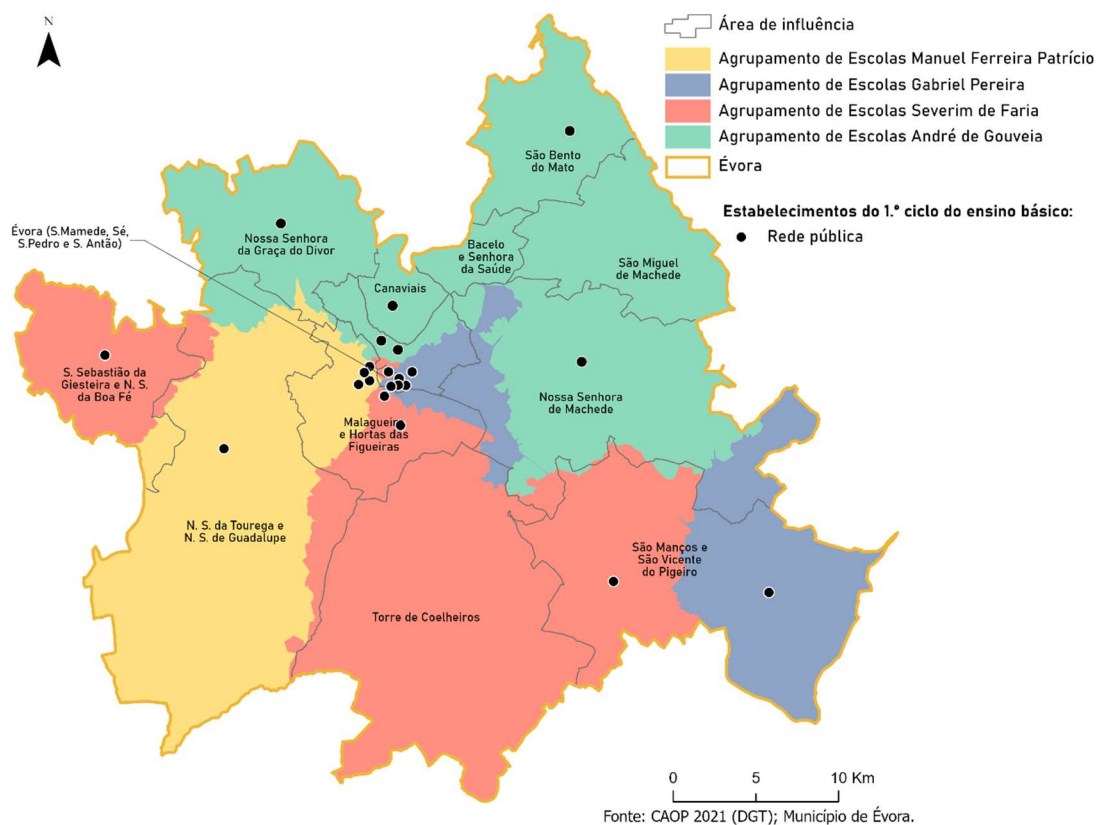 N
Área de influência
Agrupamento de Escolas Manuel Ferreira Patrício
Agrupamento de Escolas Gabriel Pereira
Agrupamento de Escolas Severim de Faria
Agrupamento de Escolas André de Gouveia
Évora
Estabelecimentos do 1.º ciclo do ensino básico:
Rede pública
São Bento
do Mato
Évora (S.Mamede, Sé,
S.Pedro e S. Antão)
Nossa Senhora
da Graça do Divor
Bacelo
e Senhora
da Saúde
São Miguel
de Machede
Canaviais
S. Sebastião da
Giesteira e N. S.
da Boa Fé
Nossa Senhora
de Machede
Malagueira
e Hortas das
Figueiras
N. S. da Tourega e
N. S. de Guadalupe
São Manços e
São Vicente
do Pigeiro
Torre de Coelheiros
0 5 10 Km
Fonte: CAOP 2021 (DGT); Município de Évora.